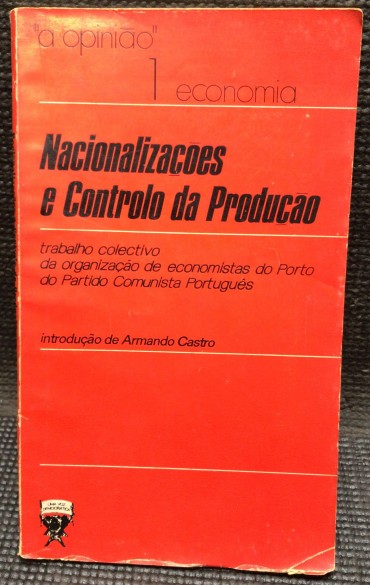 "a opinião"
1 economia
Nacionalizações
e Controlo da Produção
trabalho colectivo
da organização de economistas do Porto
do Partido Comunista Português
introdução de Armando Castro